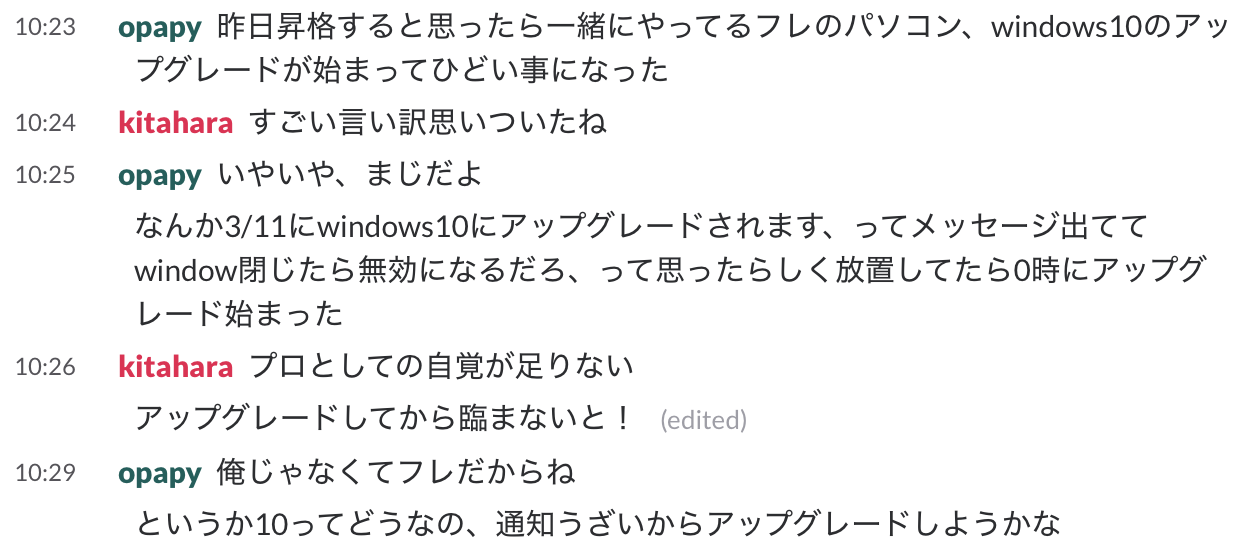 10:23 opapy 昨日昇格すると思ったら一緒にやってるフレのパソコン、windows10のアッ
プグレードが始まってひどい事になった
10:24 kitahara すごい言い訳思いついたね
10:25 opapy いやいや、まじだよ
なんか3/11にwindows10にアップグレードされます、ってメッセージ出てて
window閉じたら無効になるだろ、って思ったらしく放置してたら0時にアップグ
レード始まった
10:26 kitahara プロとしての自覚が足りない
アップグレードしてから臨まないと！ (edited)
10:29 opapy 俺じゃなくてフレだからね
というか10ってどうなの、通知うざいからアップグレードしようかな